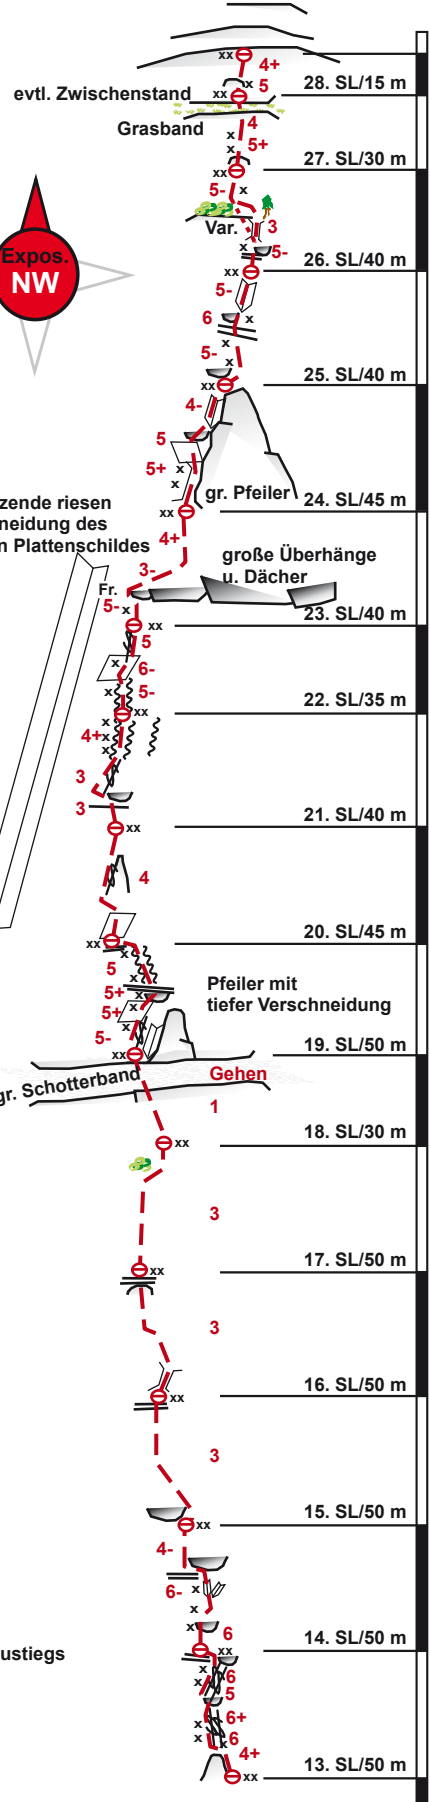 xx
4+
5
x
28. SL/15 m
evtl. Zwischenstand
xx
Grasband
4
x
5+
x
27. SL/30 m
xx
5-
x
Var.
3
x
5-
26. SL/40 m
xx
Expos.
NW
5-
6
x
x
5-
x
25. SL/40 m
xx
4-
5
5+
x
x
gr. Pfeiler
24. SL/45 m
xx
zende riesen
neidung des
n Plattenschildes
4+
große Überhänge
u. Dächer
3-
Fr.
5-
x
23. SL/40 m
xx
5
x
6-
x
5-
22. SL/35 m
xx
x
4+
x
x
3
3
21. SL/40 m
xx
4
20. SL/45 m
xx
x
5
x
5+
x
5+
x
5-
Pfeiler mit
tiefer Verschneidung
19. SL/50 m
xx
gr. Schotterband
Gehen
1
18. SL/30 m
xx
3
17. SL/50 m
xx
3
16. SL/50 m
xx
3
15. SL/50 m
xx
4-
6-
x
x
x
6
ustiegs
14. SL/50 m
xx
x
6
x
5
6+
x
6
x
x
4+
13. SL/50 m
xx